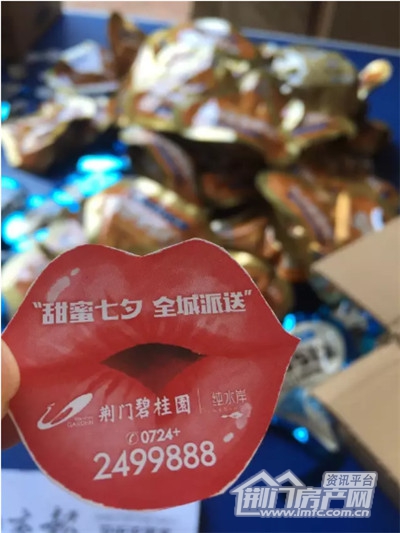 "甜蜜七夕 全城派送"
荆门碧桂園 纯水岸
✆0724+
2499888
资讯平台
荆门房产网
www.jmfc.com.cn